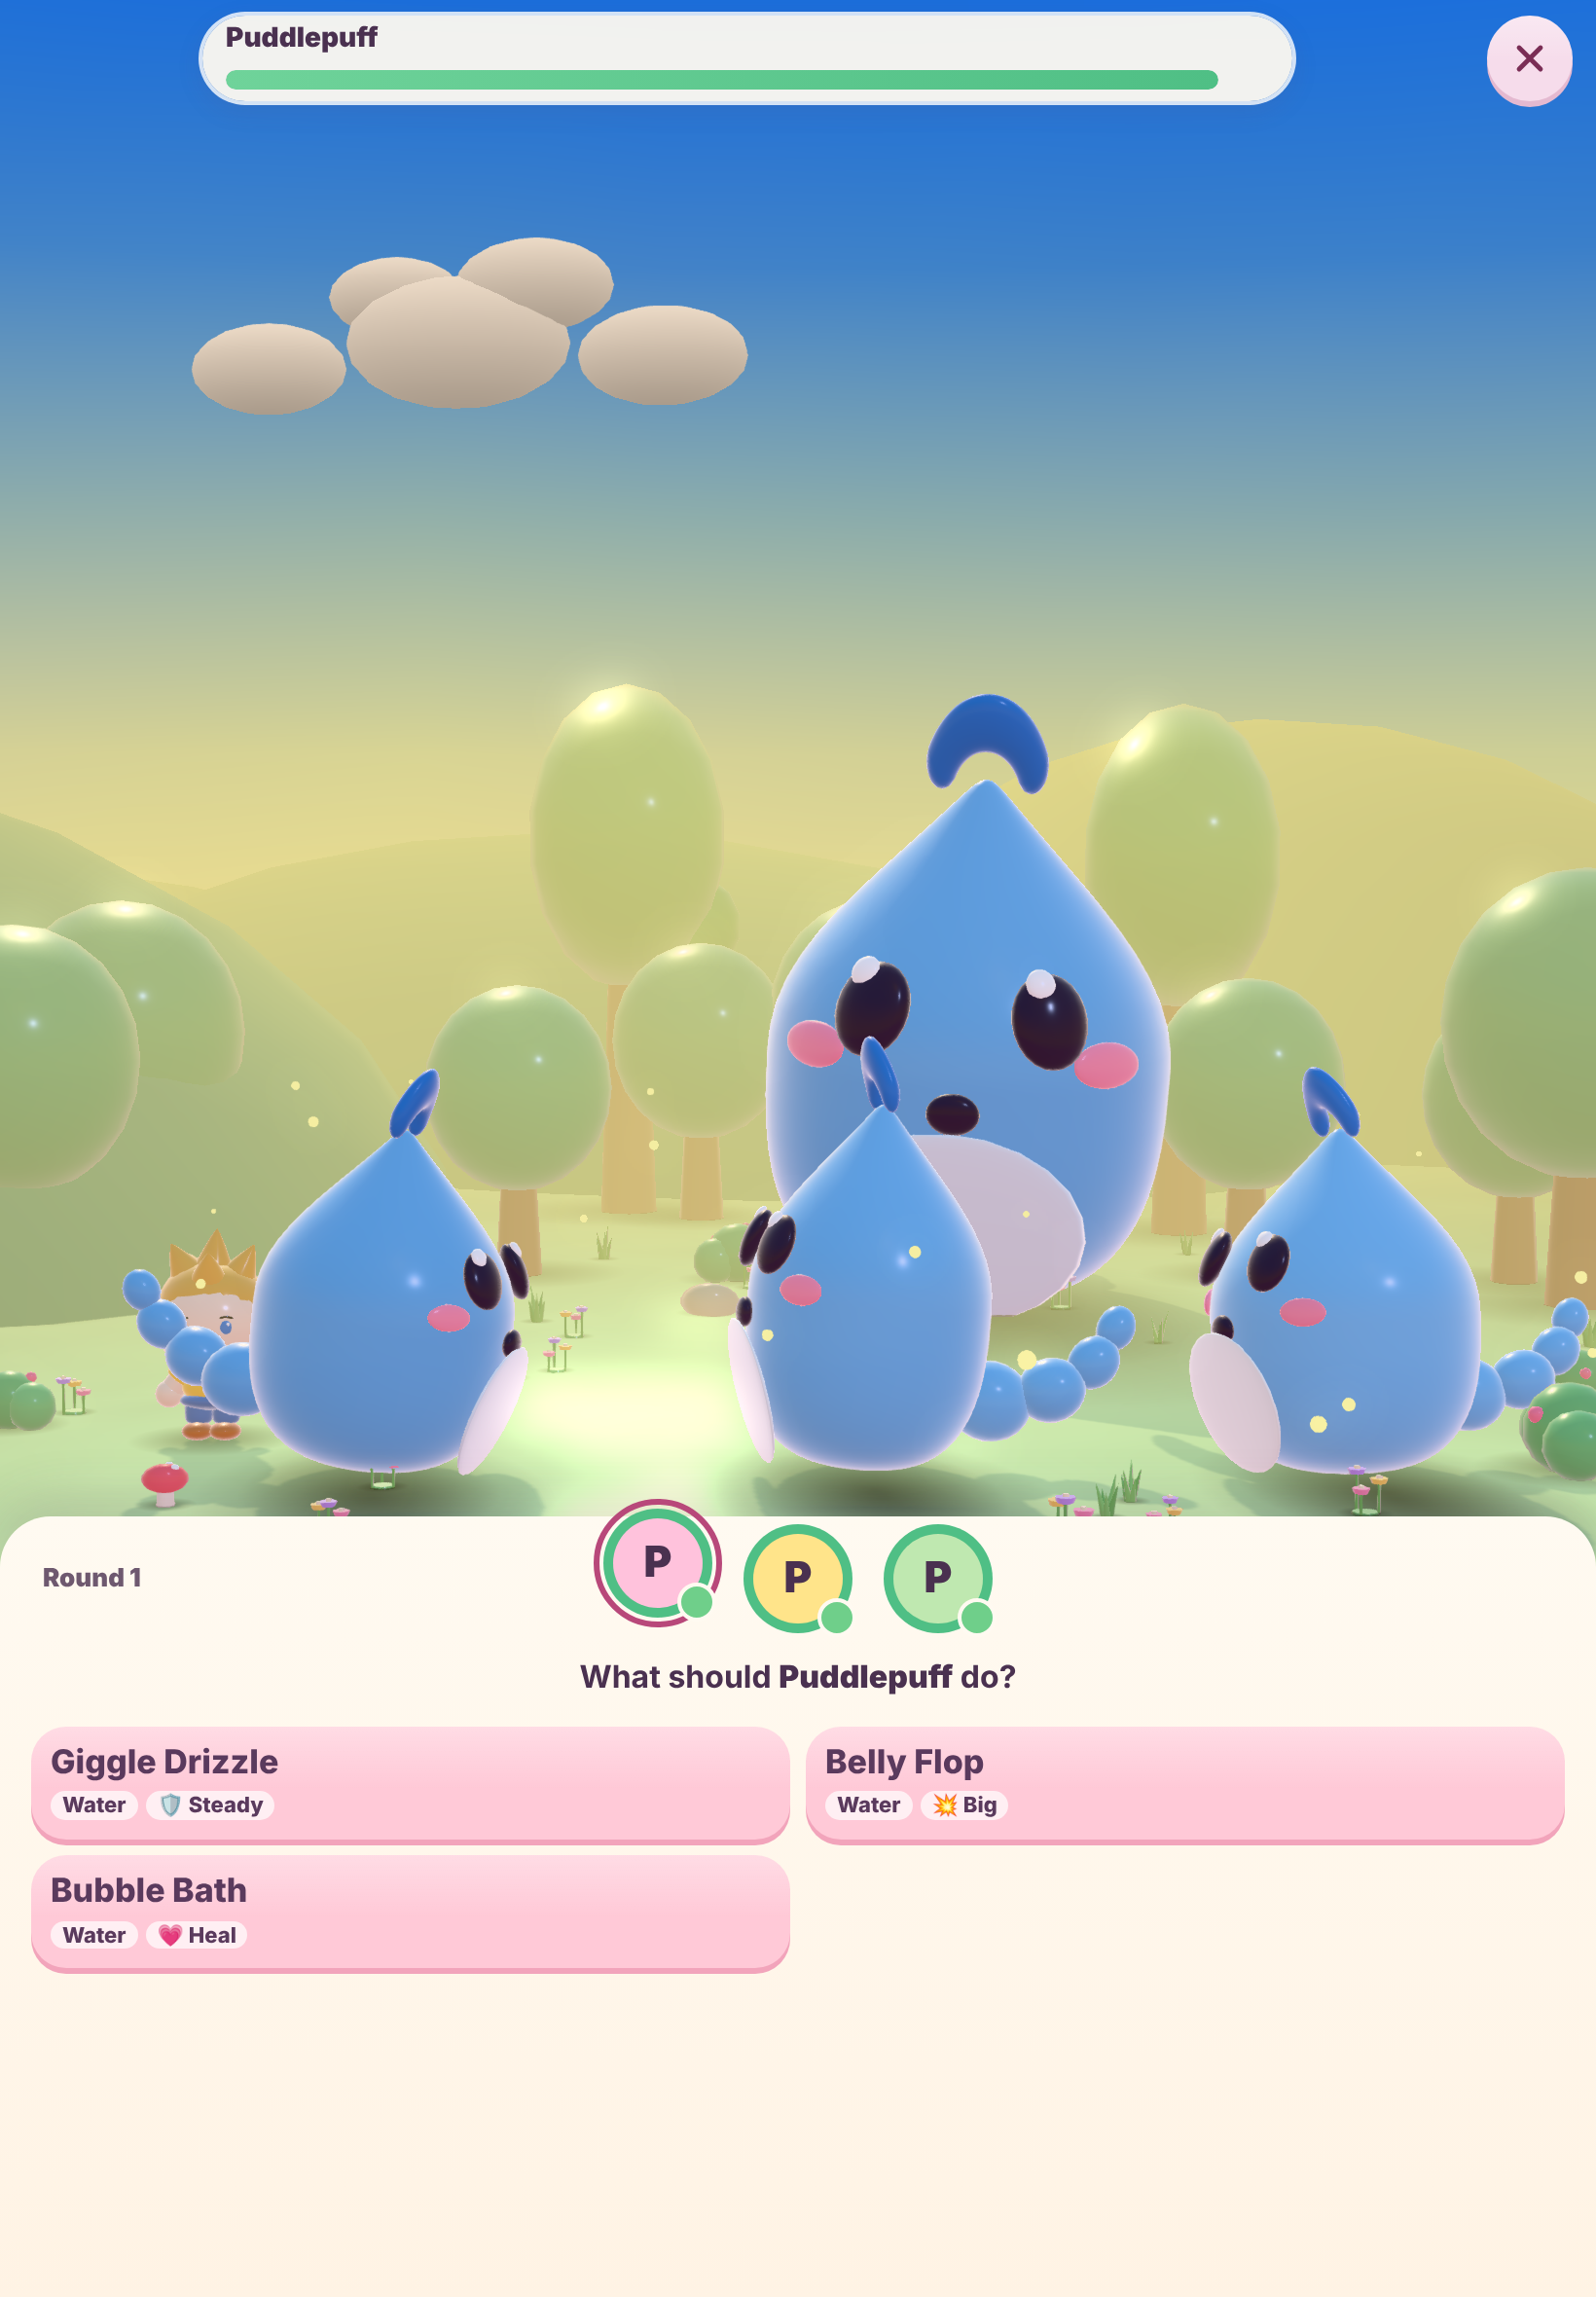 Puddlepuff
Round 1
P
P
P
What should Puddlepuff do?
Giggle Drizzle
Water 🛡️ Steady
Belly Flop
Water 💥 Big
Bubble Bath
Water 💗 Heal